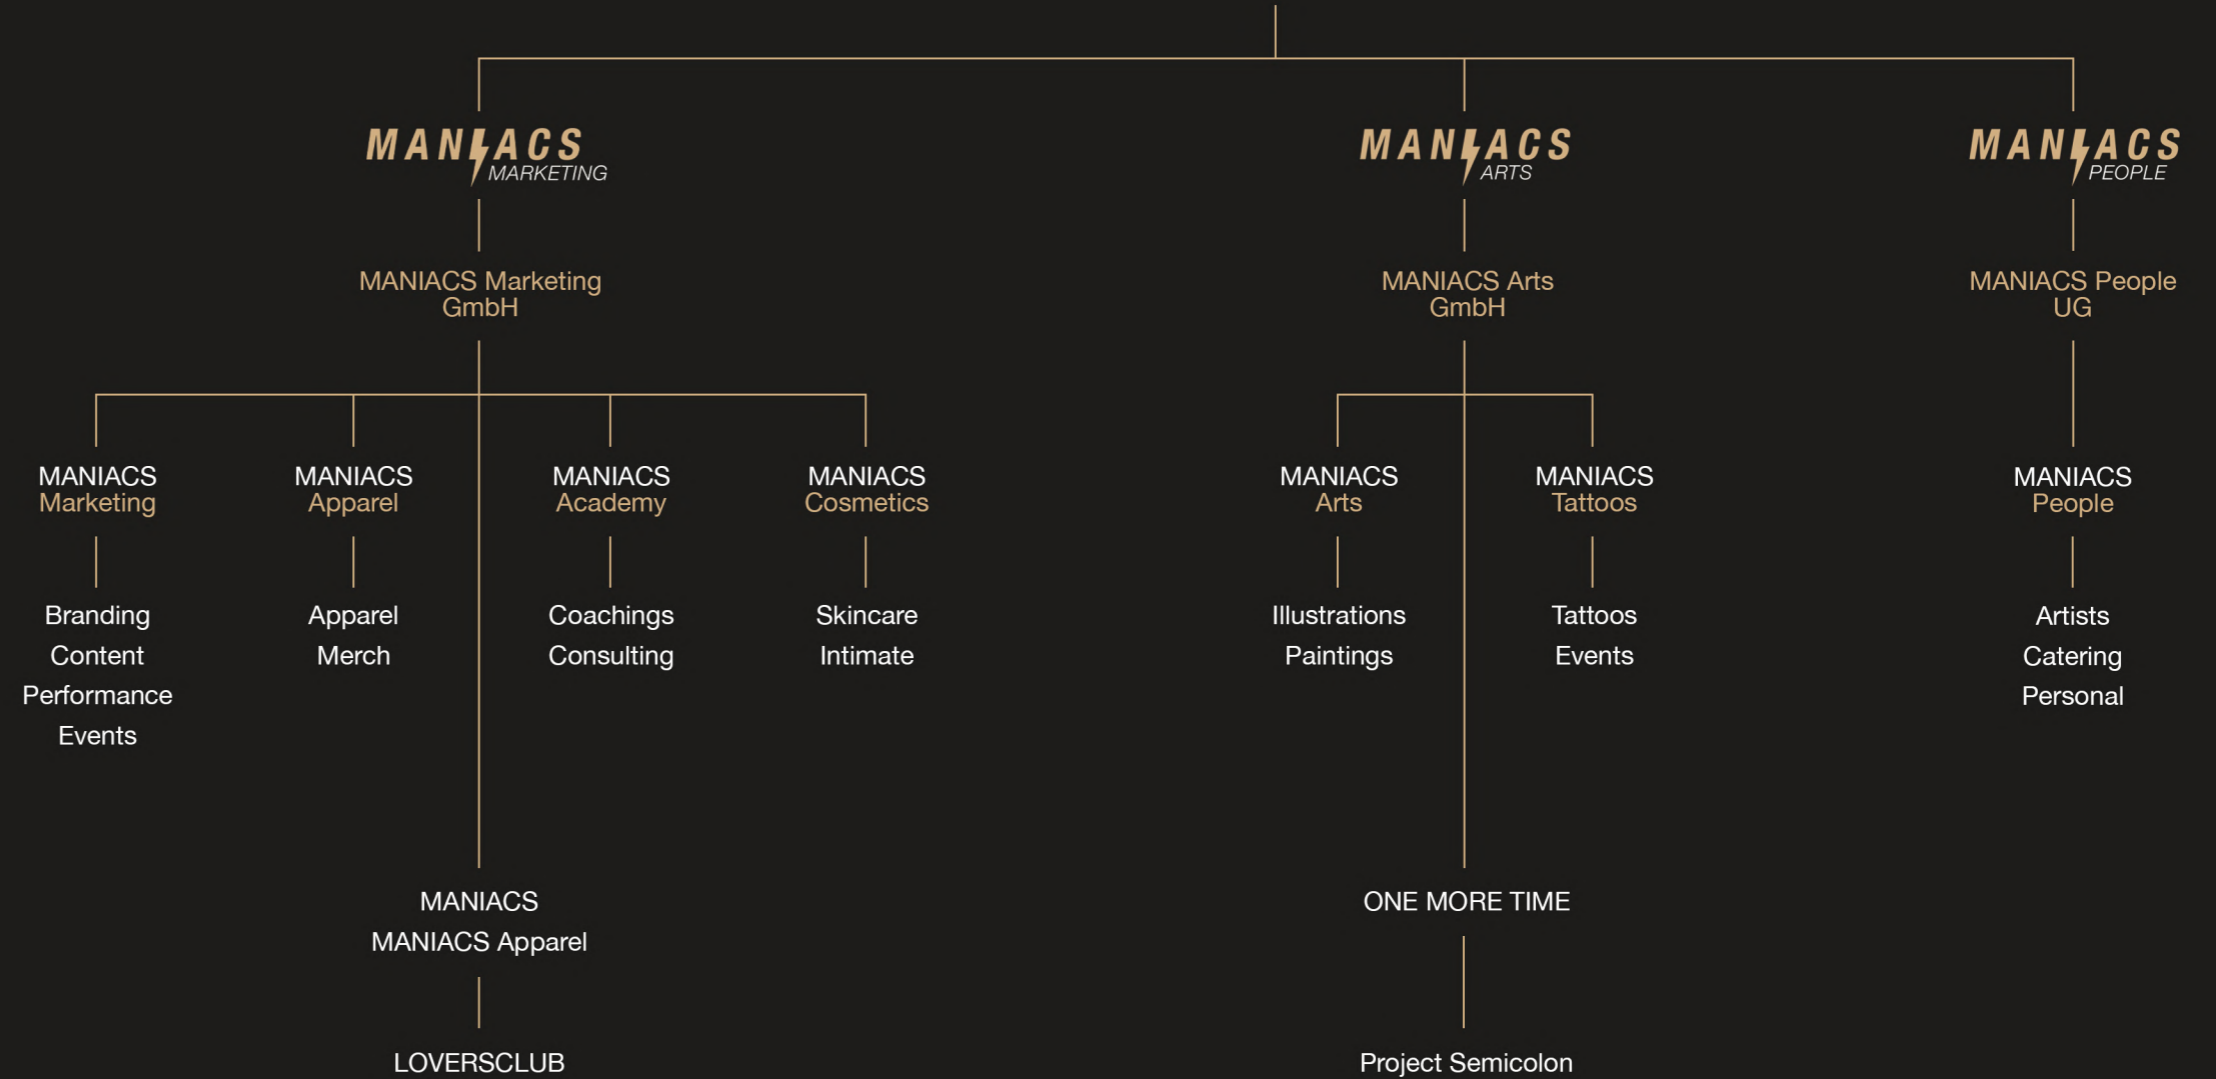 MANIACS
MARKETING
MANIACS
ARTS
MANIACS
PEOPLE
MANIACS Marketing
GmbH
MANIACS Arts
GmbH
MANIACS People
UG
MANIACS
Marketing
MANIACS
Apparel
MANIACS
Academy
MANIACS
Cosmetics
MANIACS
Arts
MANIACS
Tattoos
MANIACS
People
Branding
Content
Performance
Events
Apparel
Merch
Coachings
Consulting
Skincare
Intimate
Illustrations
Paintings
Tattoos
Events
Artists
Catering
Personal
MANIACS
MANIACS Apparel
ONE MORE TIME
LOVERSCLUB
Project Semicolon